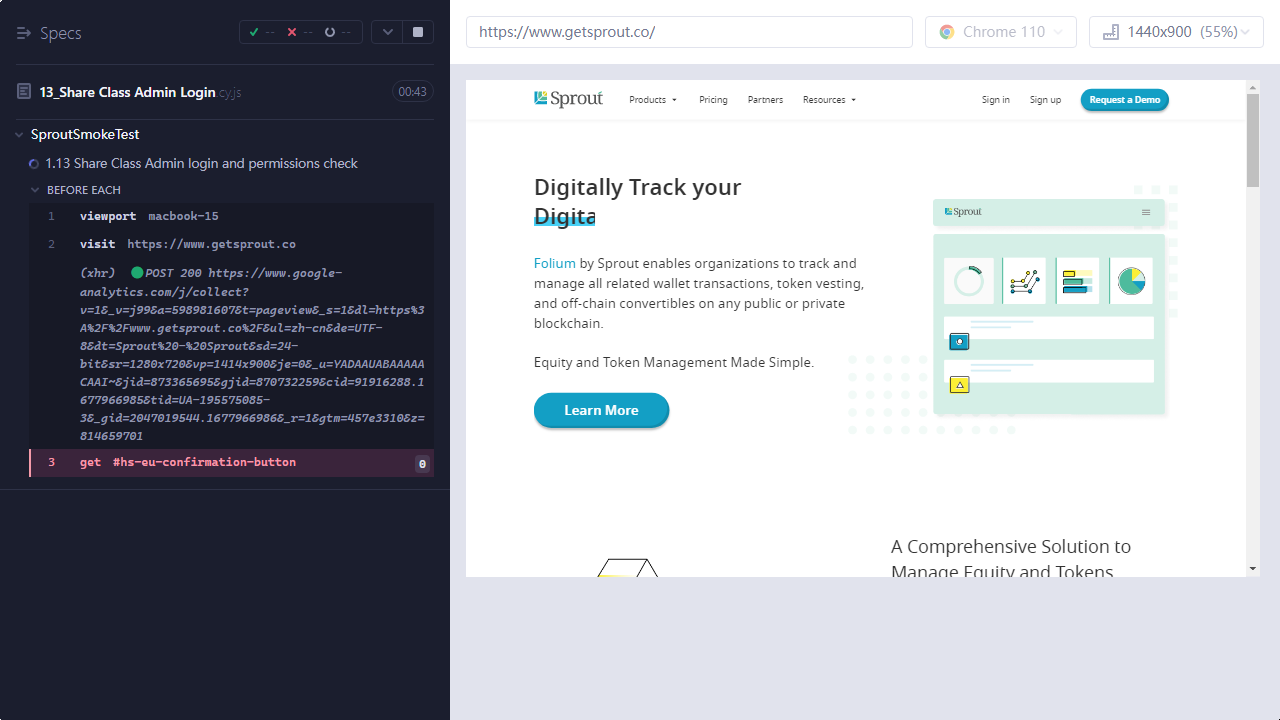 Specs
-- -- --
13_Share Class Admin Login.cy.js 00:43
SproutSmokeTest
1.13 Share Class Admin login and permissions check
BEFORE EACH
1 viewport macbook-15
2 visit https://www.getsprout.co
(xhr) POST 200 https://www.google-
analytics.com/j/collect?
v=1&_v=j99&a=598981607&t=pageview&_s=1&dl=https%3
A%2F%2Fwww.getsprout.co%2F&ul=zh-cn&de=UTF-
8&dt=Sprout%20-%20Sprout&sd=24-
bit&sr=1280x720&vp=1414x900&je=0&_u=YADAAUABAAAAA
CAAI~&jid=873365695&gjid=870732259&cid=91916288.1
677966985&tid=UA-195575085-
3&_gid=2047019544.1677966986&_r=1&gtm=457e3310&z=
814659701
3 get #hs-eu-confirmation-button 0
https://www.getsprout.co/
Chrome 110
1440x900 (55%)
Sprout Products Pricing Partners Resources Sign in Sign up Request a Demo
Digitally Track your
Digita
Folium by Sprout enables organizations to track and
manage all related wallet transactions, token vesting,
and off-chain convertibles on any public or private
blockchain.
Equity and Token Management Made Simple.
Learn More
Sprout
A Comprehensive Solution to
Manage Equity and Tokens